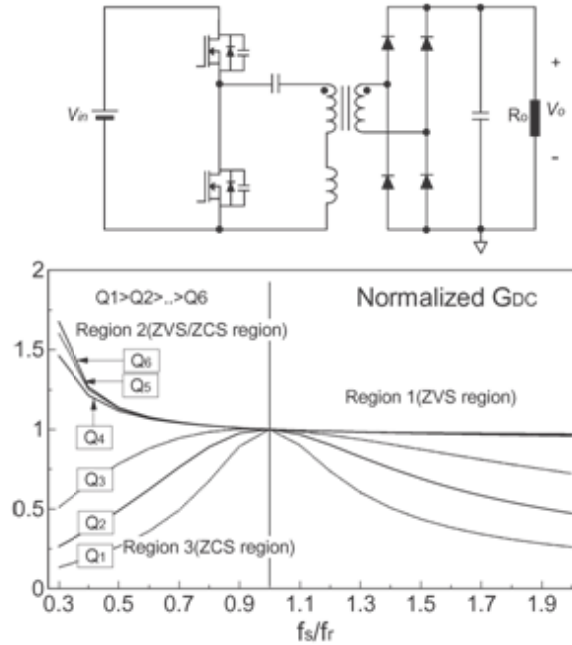 Vin
+
Ro
Vo
-
2
Q1>Q2>..>Q6
Normalized GDC
Region 2(ZVS/ZCS region)
1.5
Q6
Q5
Region 1(ZVS region)
1
Q4
Q3
0.5
Q2
Q1
Region 3(ZCS region)
0
0.3 0.5 0.7 0.9 1.1 1.3 1.5 1.7 1.9
fs/fr